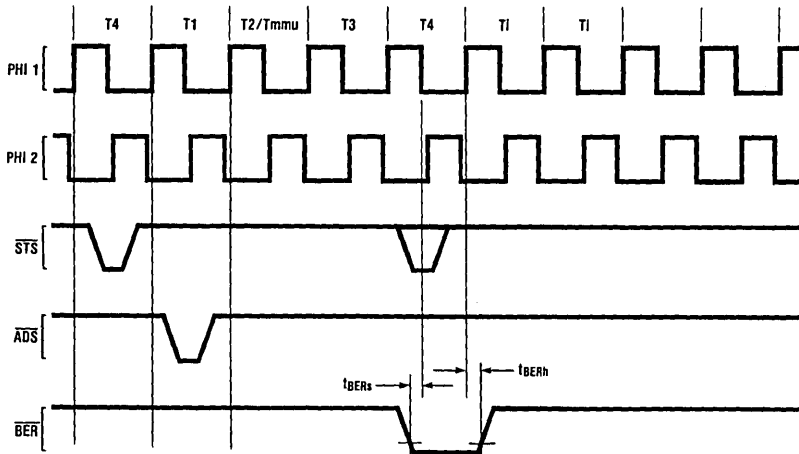 T4 T1 T2/Tmmu T3 T4 Ti Ti
PHI 1
PHI 2
STS
ADS
tBERs
tBERh
BER